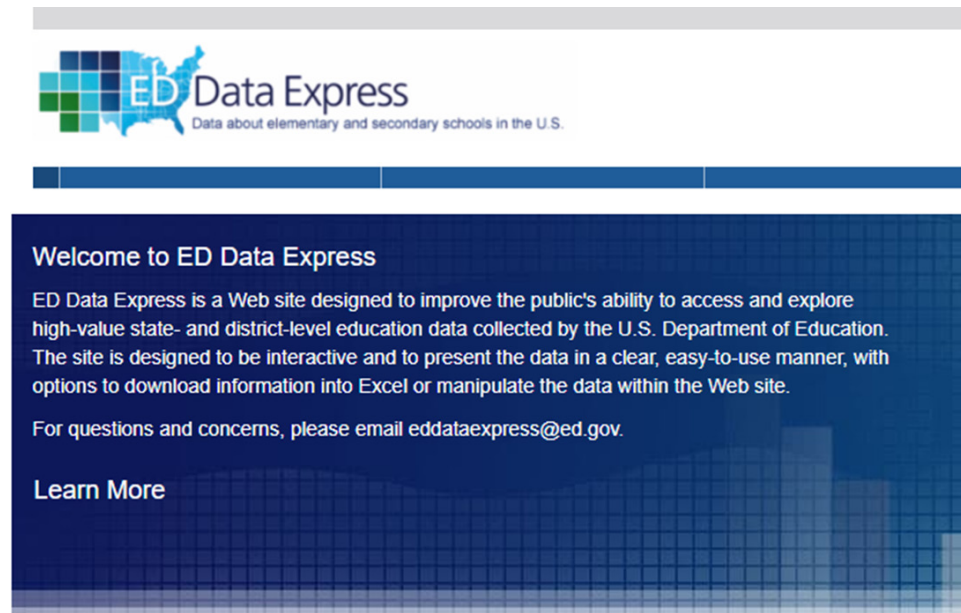 ED Data Express
Data about elementary and secondary schools in the U.S.
Welcome to ED Data Express
ED Data Express is a Web site designed to improve the public's ability to access and explore
high-value state- and district-level education data collected by the U.S. Department of Education.
The site is designed to be interactive and to present the data in a clear, easy-to-use manner, with
options to download information into Excel or manipulate the data within the Web site.
For questions and concerns, please email eddataexpress@ed.gov.
Learn More